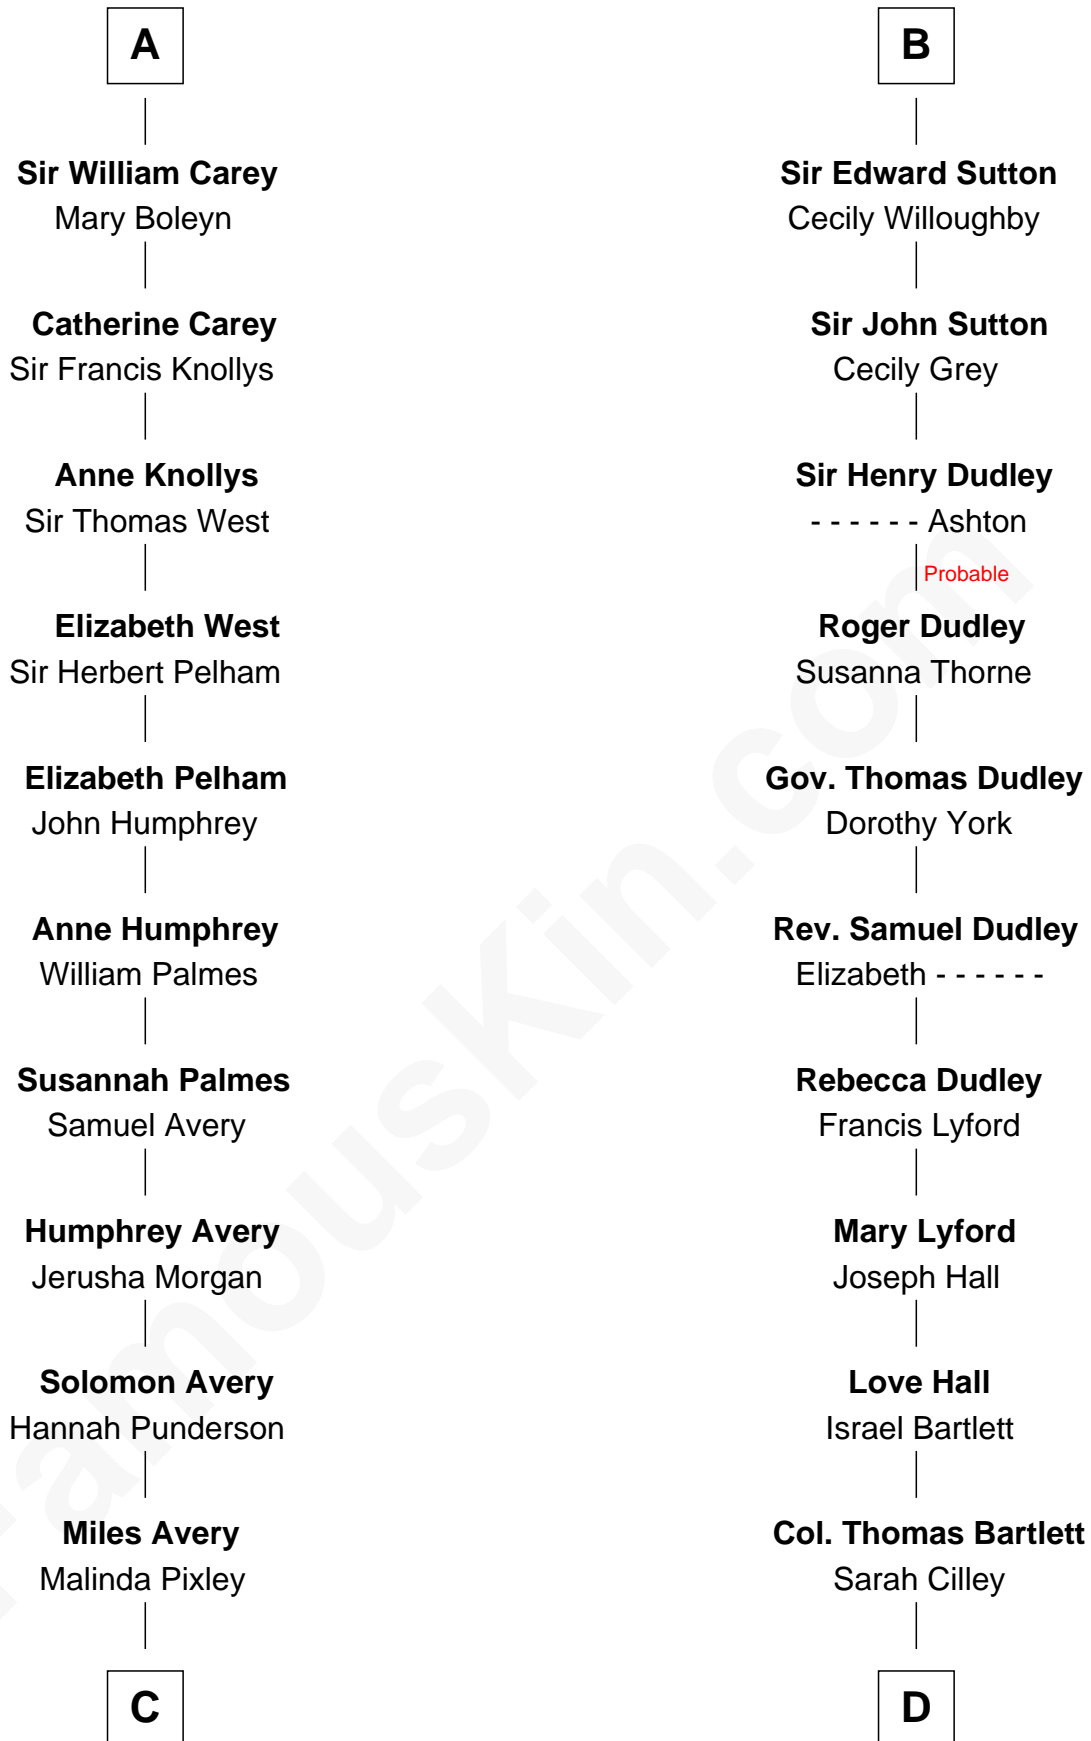 A
Sir William Carey
Mary Boleyn
Catherine Carey
Sir Francis Knollys
Anne Knollys
Sir Thomas West
Elizabeth West
Sir Herbert Pelham
Elizabeth Pelham
John Humphrey
Anne Humphrey
William Palmes
Susannah Palmes
Samuel Avery
Humphrey Avery
Jerusha Morgan
Solomon Avery
Hannah Punderson
Miles Avery
Malinda Pixley
C
B
Sir Edward Sutton
Cecily Willoughby
Sir John Sutton
Cecily Grey
Sir Henry Dudley
- - - - - - Ashton
Probable
Roger Dudley
Susanna Thorne
Gov. Thomas Dudley
Dorothy York
Rev. Samuel Dudley
Elizabeth - - - - - -
Rebecca Dudley
Francis Lyford
Mary Lyford
Joseph Hall
Love Hall
Israel Bartlett
Col. Thomas Bartlett
Sarah Cilley
D
FamousKin.com